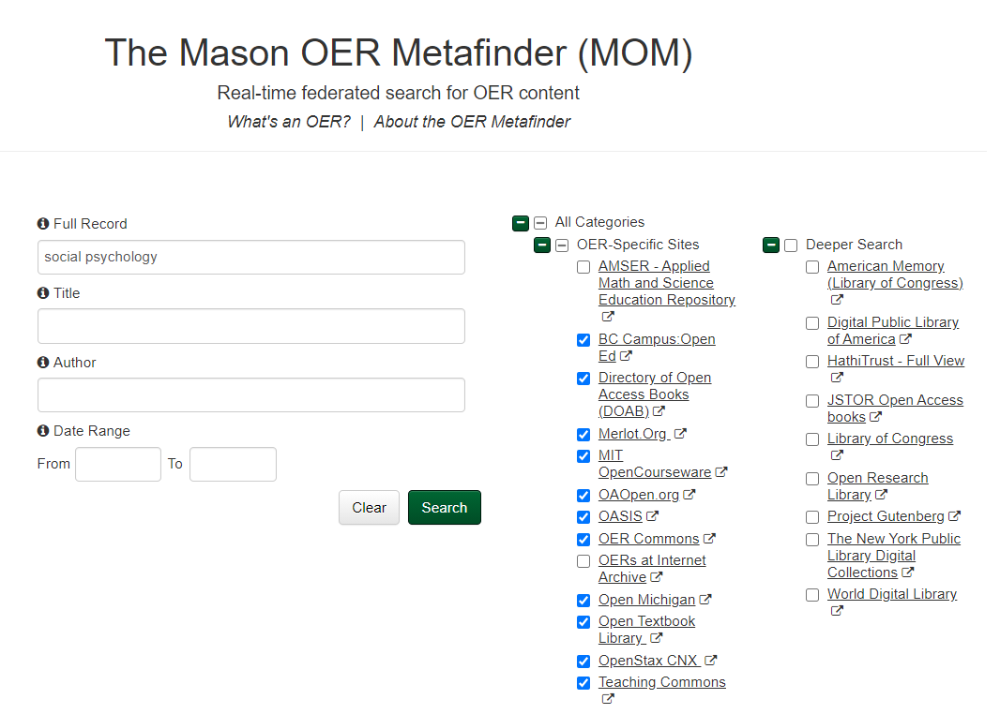 The Mason OER Metafinder (MOM)
Real-time federated search for OER content
What's an OER? | About the OER Metafinder
Full Record
social psychology
Title
Author
Date Range
From To
Clear Search
All Categories
OER-Specific Sites
AMSER - Applied
Math and Science
Education Repository
BC Campus:Open
Ed
Directory of Open
Access Books
(DOAB)
Merlot.Org
MIT
OpenCourseware
OAOpen.org
OASIS
OER Commons
OERs at Internet
Archive
Open Michigan
Open Textbook
Library
OpenStax CNX
Teaching Commons
Deeper Search
American Memory
(Library of Congress)
Digital Public Library
of America
HathiTrust - Full View
JSTOR Open Access
books
Library of Congress
Open Research
Library
Project Gutenberg
The New York Public
Library Digital
Collections
World Digital Library